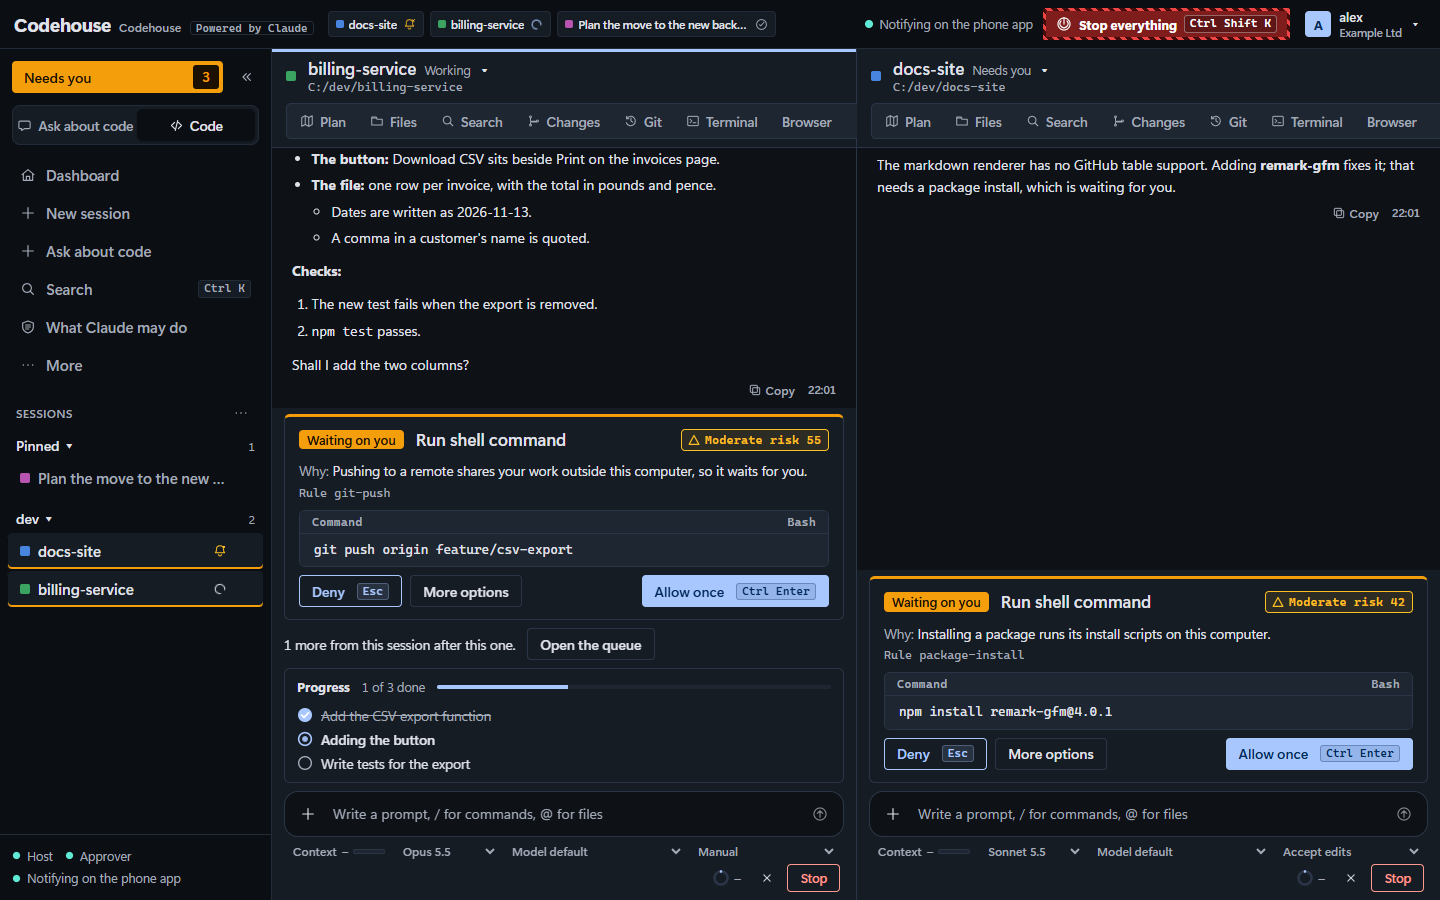 Codehouse Codehouse Powered by Claude
docs-site
billing-service
Plan the move to the new back...
Notifying on the phone app
Stop everything Ctrl Shift K
A
alex
Example Ltd
Needs you 3
Ask about code
Code
Dashboard
New session
Ask about code
Search Ctrl K
What Claude may do
More
SESSIONS
Pinned 1
Plan the move to the new ...
dev 2
docs-site
billing-service
Host Approver
Notifying on the phone app
billing-service Working
C:/dev/billing-service
Plan Files Search Changes Git Terminal Browser
The button: Download CSV sits beside Print on the invoices page.
The file: one row per invoice, with the total in pounds and pence.
Dates are written as 2026-11-13.
A comma in a customer's name is quoted.
Checks:
1. The new test fails when the export is removed.
2. npm test passes.
Shall I add the two columns?
Copy 22:01
Waiting on you Run shell command Moderate risk 55
Why: Pushing to a remote shares your work outside this computer, so it waits for you.
Rule git-push
Command Bash
git push origin feature/csv-export
Deny Esc More options Allow once Ctrl Enter
1 more from this session after this one. Open the queue
Progress 1 of 3 done
Add the CSV export function
Adding the button
Write tests for the export
Write a prompt, / for commands, @ for files
Context – Opus 5.5 Model default Manual
– Stop
docs-site Needs you
C:/dev/docs-site
Plan Files Search Changes Git Terminal Browser
The markdown renderer has no GitHub table support. Adding remark-gfm fixes it; that
needs a package install, which is waiting for you.
Copy 22:01
Waiting on you Run shell command Moderate risk 42
Why: Installing a package runs its install scripts on this computer.
Rule package-install
Command Bash
npm install remark-gfm@4.0.1
Deny Esc More options Allow once Ctrl Enter
Write a prompt, / for commands, @ for files
Context – Sonnet 5.5 Model default Accept edits
– Stop